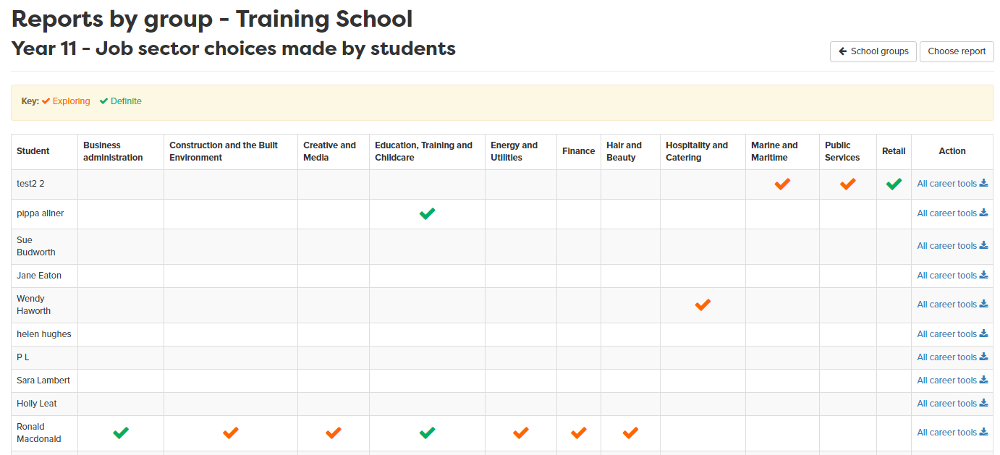 Reports by group - Training School
Year 11 - Job sector choices made by students
School groups
Choose report
Key: Exploring Definite
Student
Business administration
Construction and the Built Environment
Creative and Media
Education, Training and Childcare
Energy and Utilities
Finance
Hair and Beauty
Hospitality and Catering
Marine and Maritime
Public Services
Retail
Action
test2 2
All career tools
pippa allner
All career tools
Sue
Budworth
All career tools
Jane Eaton
All career tools
Wendy
Haworth
All career tools
helen hughes
All career tools
P L
All career tools
Sara Lambert
All career tools
Holly Leat
All career tools
Ronald
Macdonald
All career tools